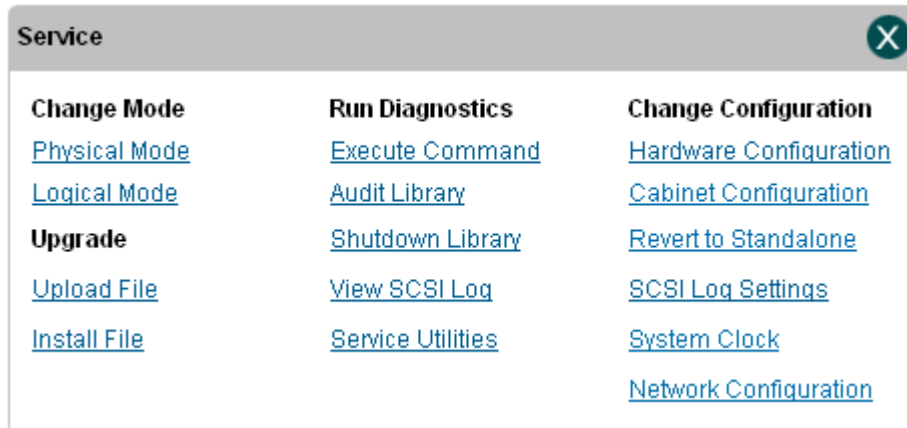 Service
Change Mode
Physical Mode
Logical Mode
Upgrade
Upload File
Install File
Run Diagnostics
Execute Command
Audit Library
Shutdown Library
View SCSI Log
Service Utilities
Change Configuration
Hardware Configuration
Cabinet Configuration
Revert to Standalone
SCSI Log Settings
System Clock
Network Configuration